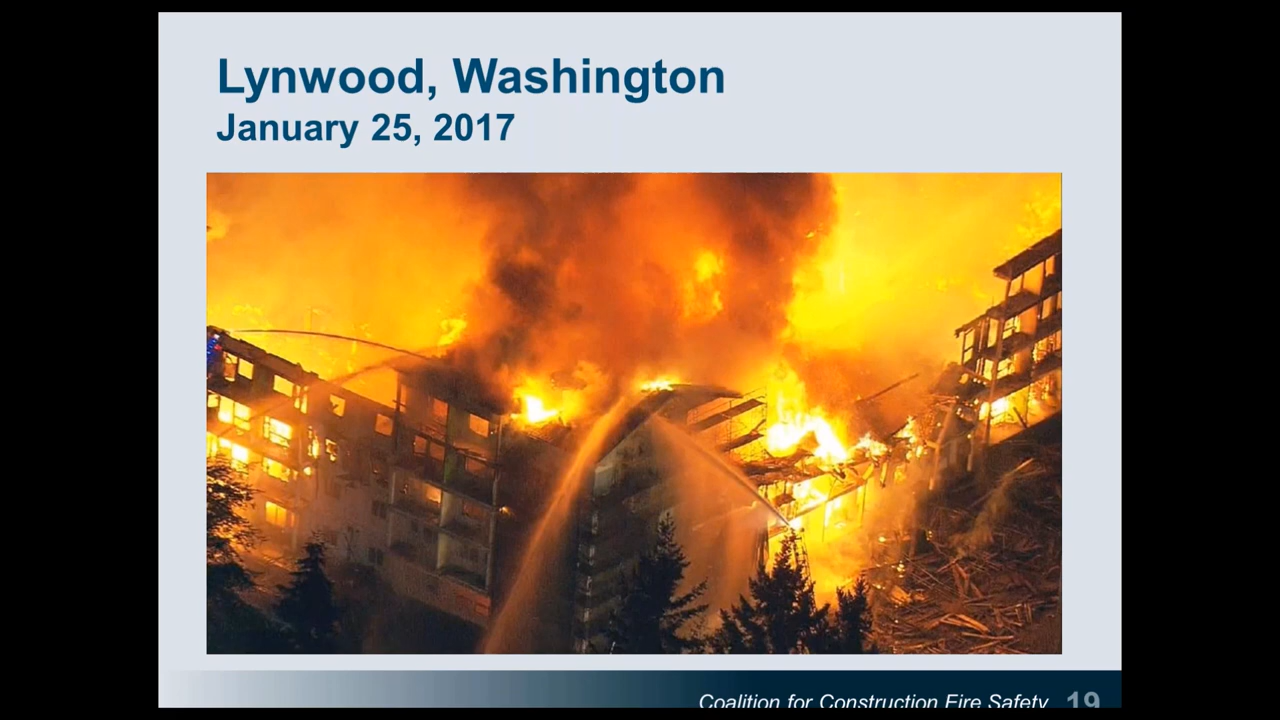 Lynwood, Washington
January 25, 2017
Coalition for Construction Fire Safety 19